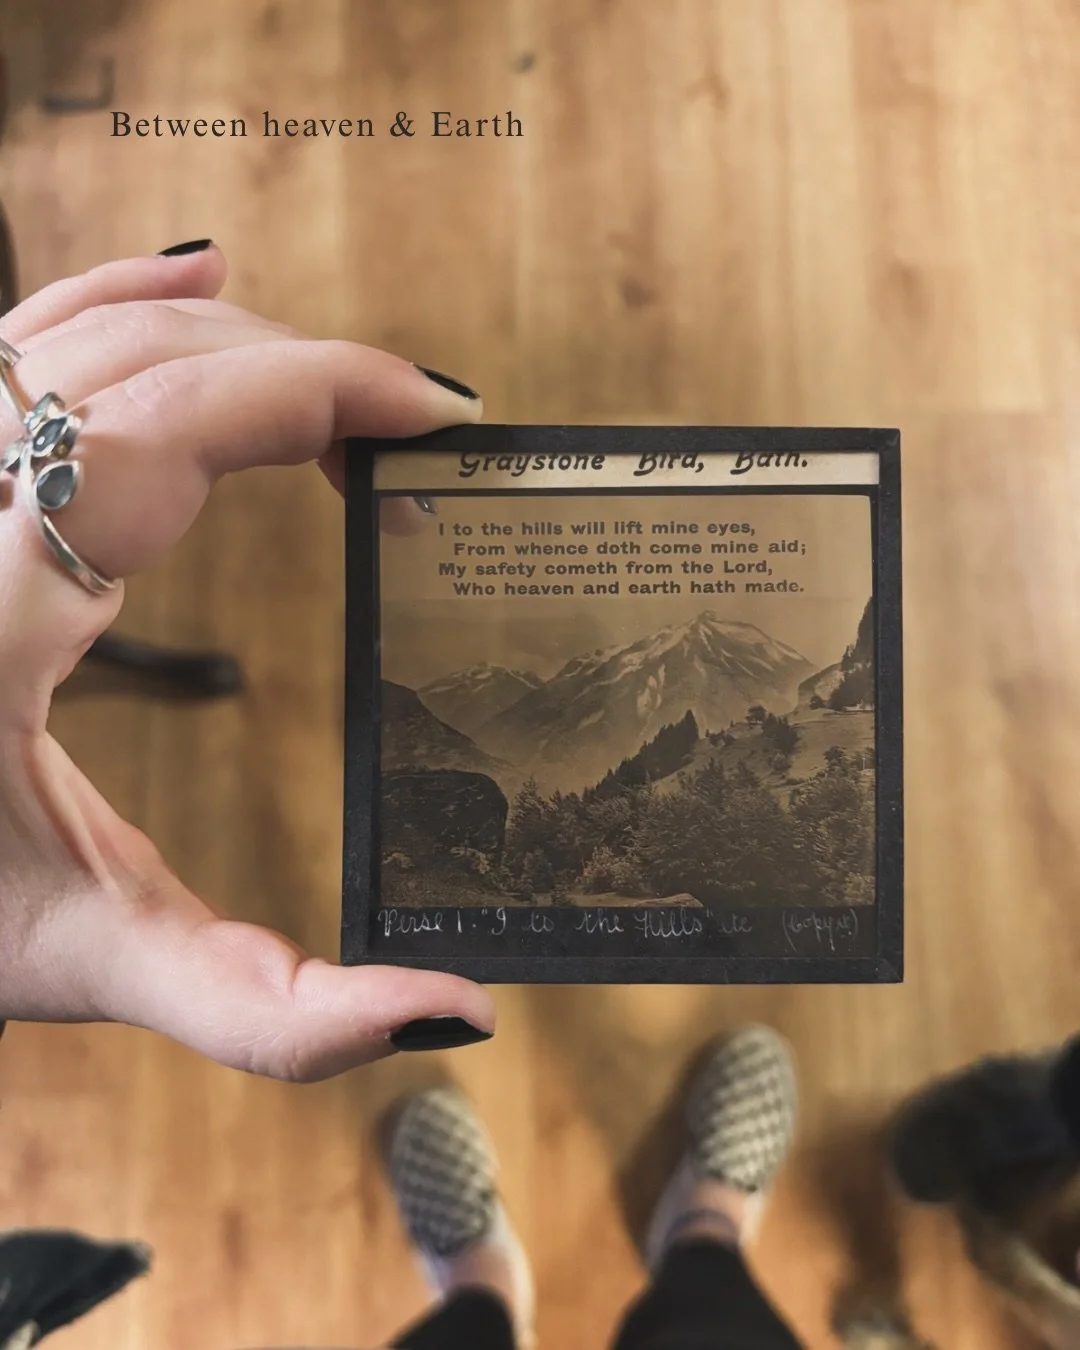 Between heaven & Earth
Graystone Bird, Bath.
I to the hills will lift mine eyes,
From whence doth come mine aid;
My safety cometh from the Lord,
Who heaven and earth hath made.
Verse 1. "I to the Hills" etc (Copyrt)